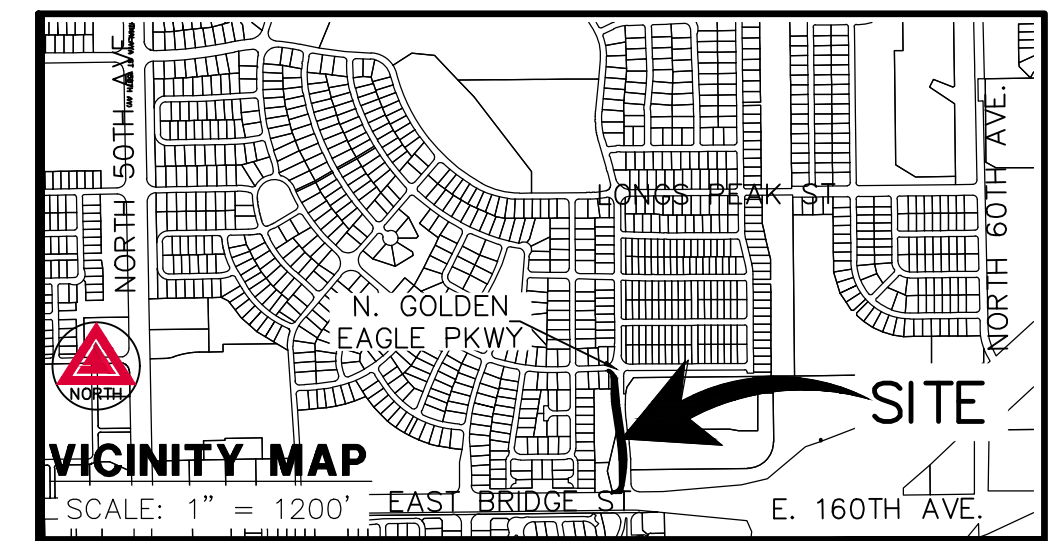 NORTH 50TH AVE
LONGS PEAK ST
NORTH 60TH AVE.
N. GOLDEN
EAGLE PKWY
NORTH
SITE
VICINITY MAP
SCALE: 1" = 1200'
EAST BRIDGE ST
E. 160TH AVE.